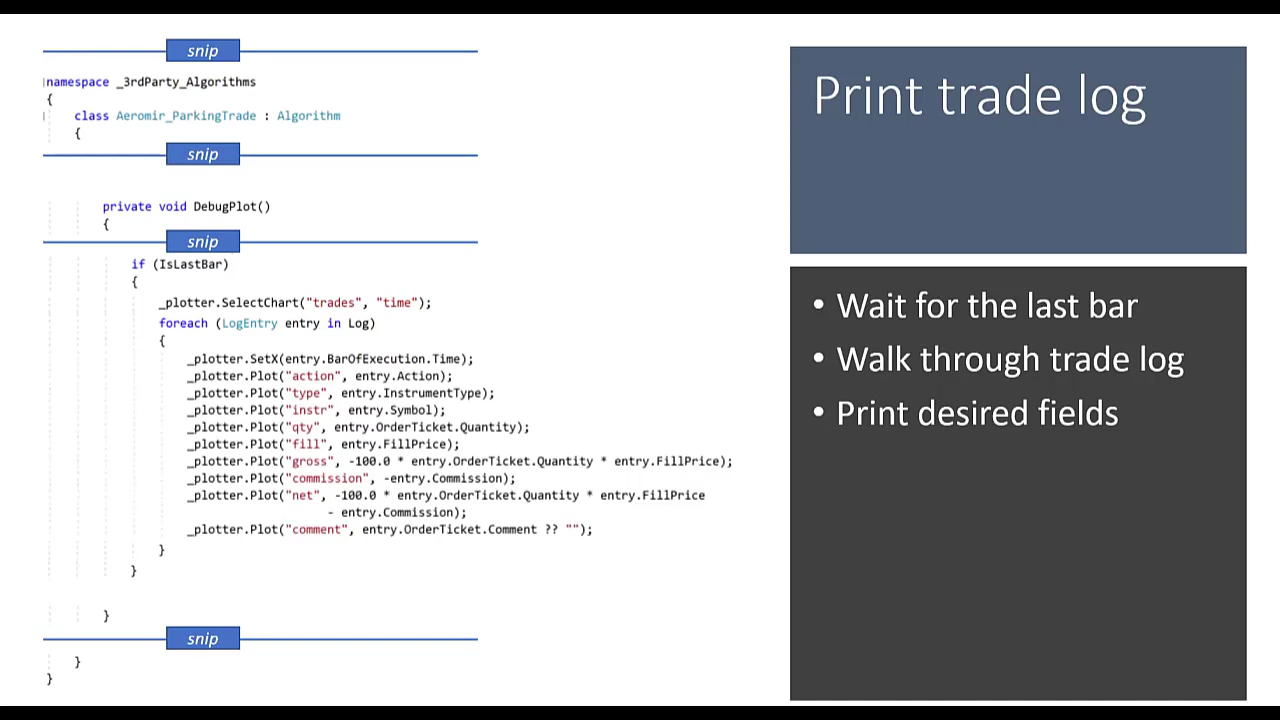 snip
namespace _3rdParty_Algorithms
{
class Aeromir_ParkingTrade : Algorithm
{
snip
private void DebugPlot()
{
snip
if (IsLastBar)
{
_plotter.SelectChart("trades", "time");
foreach (LogEntry entry in Log)
{
_plotter.SetX(entry.BarOfExecution.Time);
_plotter.Plot("action", entry.Action);
_plotter.Plot("type", entry.InstrumentType);
_plotter.Plot("instr", entry.Symbol);
_plotter.Plot("qty", entry.OrderTicket.Quantity);
_plotter.Plot("fill", entry.FillPrice);
_plotter.Plot("gross", -100.0 * entry.OrderTicket.Quantity * entry.FillPrice);
_plotter.Plot("commission", -entry.Commission);
_plotter.Plot("net", -100.0 * entry.OrderTicket.Quantity * entry.FillPrice
- entry.Commission);
_plotter.Plot("comment", entry.OrderTicket.Comment ?? "");
}
}
}
snip
}
}
Print trade log
• Wait for the last bar
• Walk through trade log
• Print desired fields